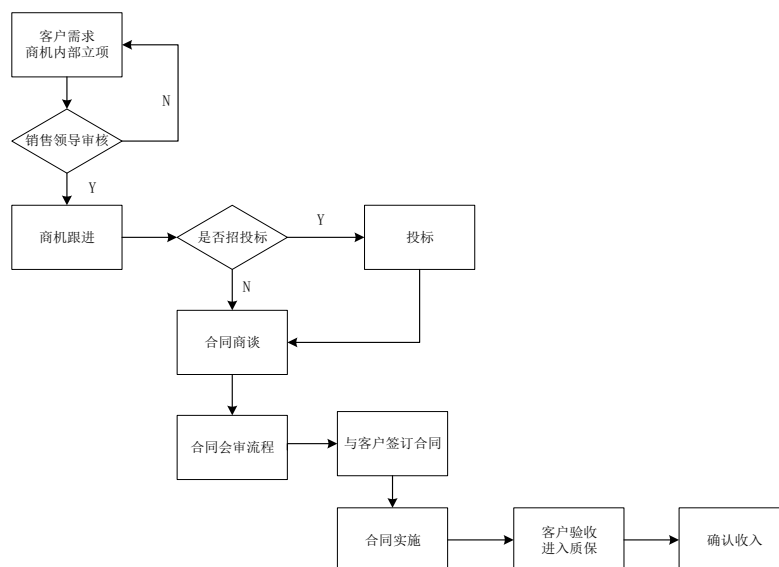 客户需求
商机内部立项
N
销售领导审核
Y
商机跟进
是否招投标
Y
投标
N
合同商谈
合同会审流程
与客户签订合同
合同实施
客户验收
进入质保
确认收入